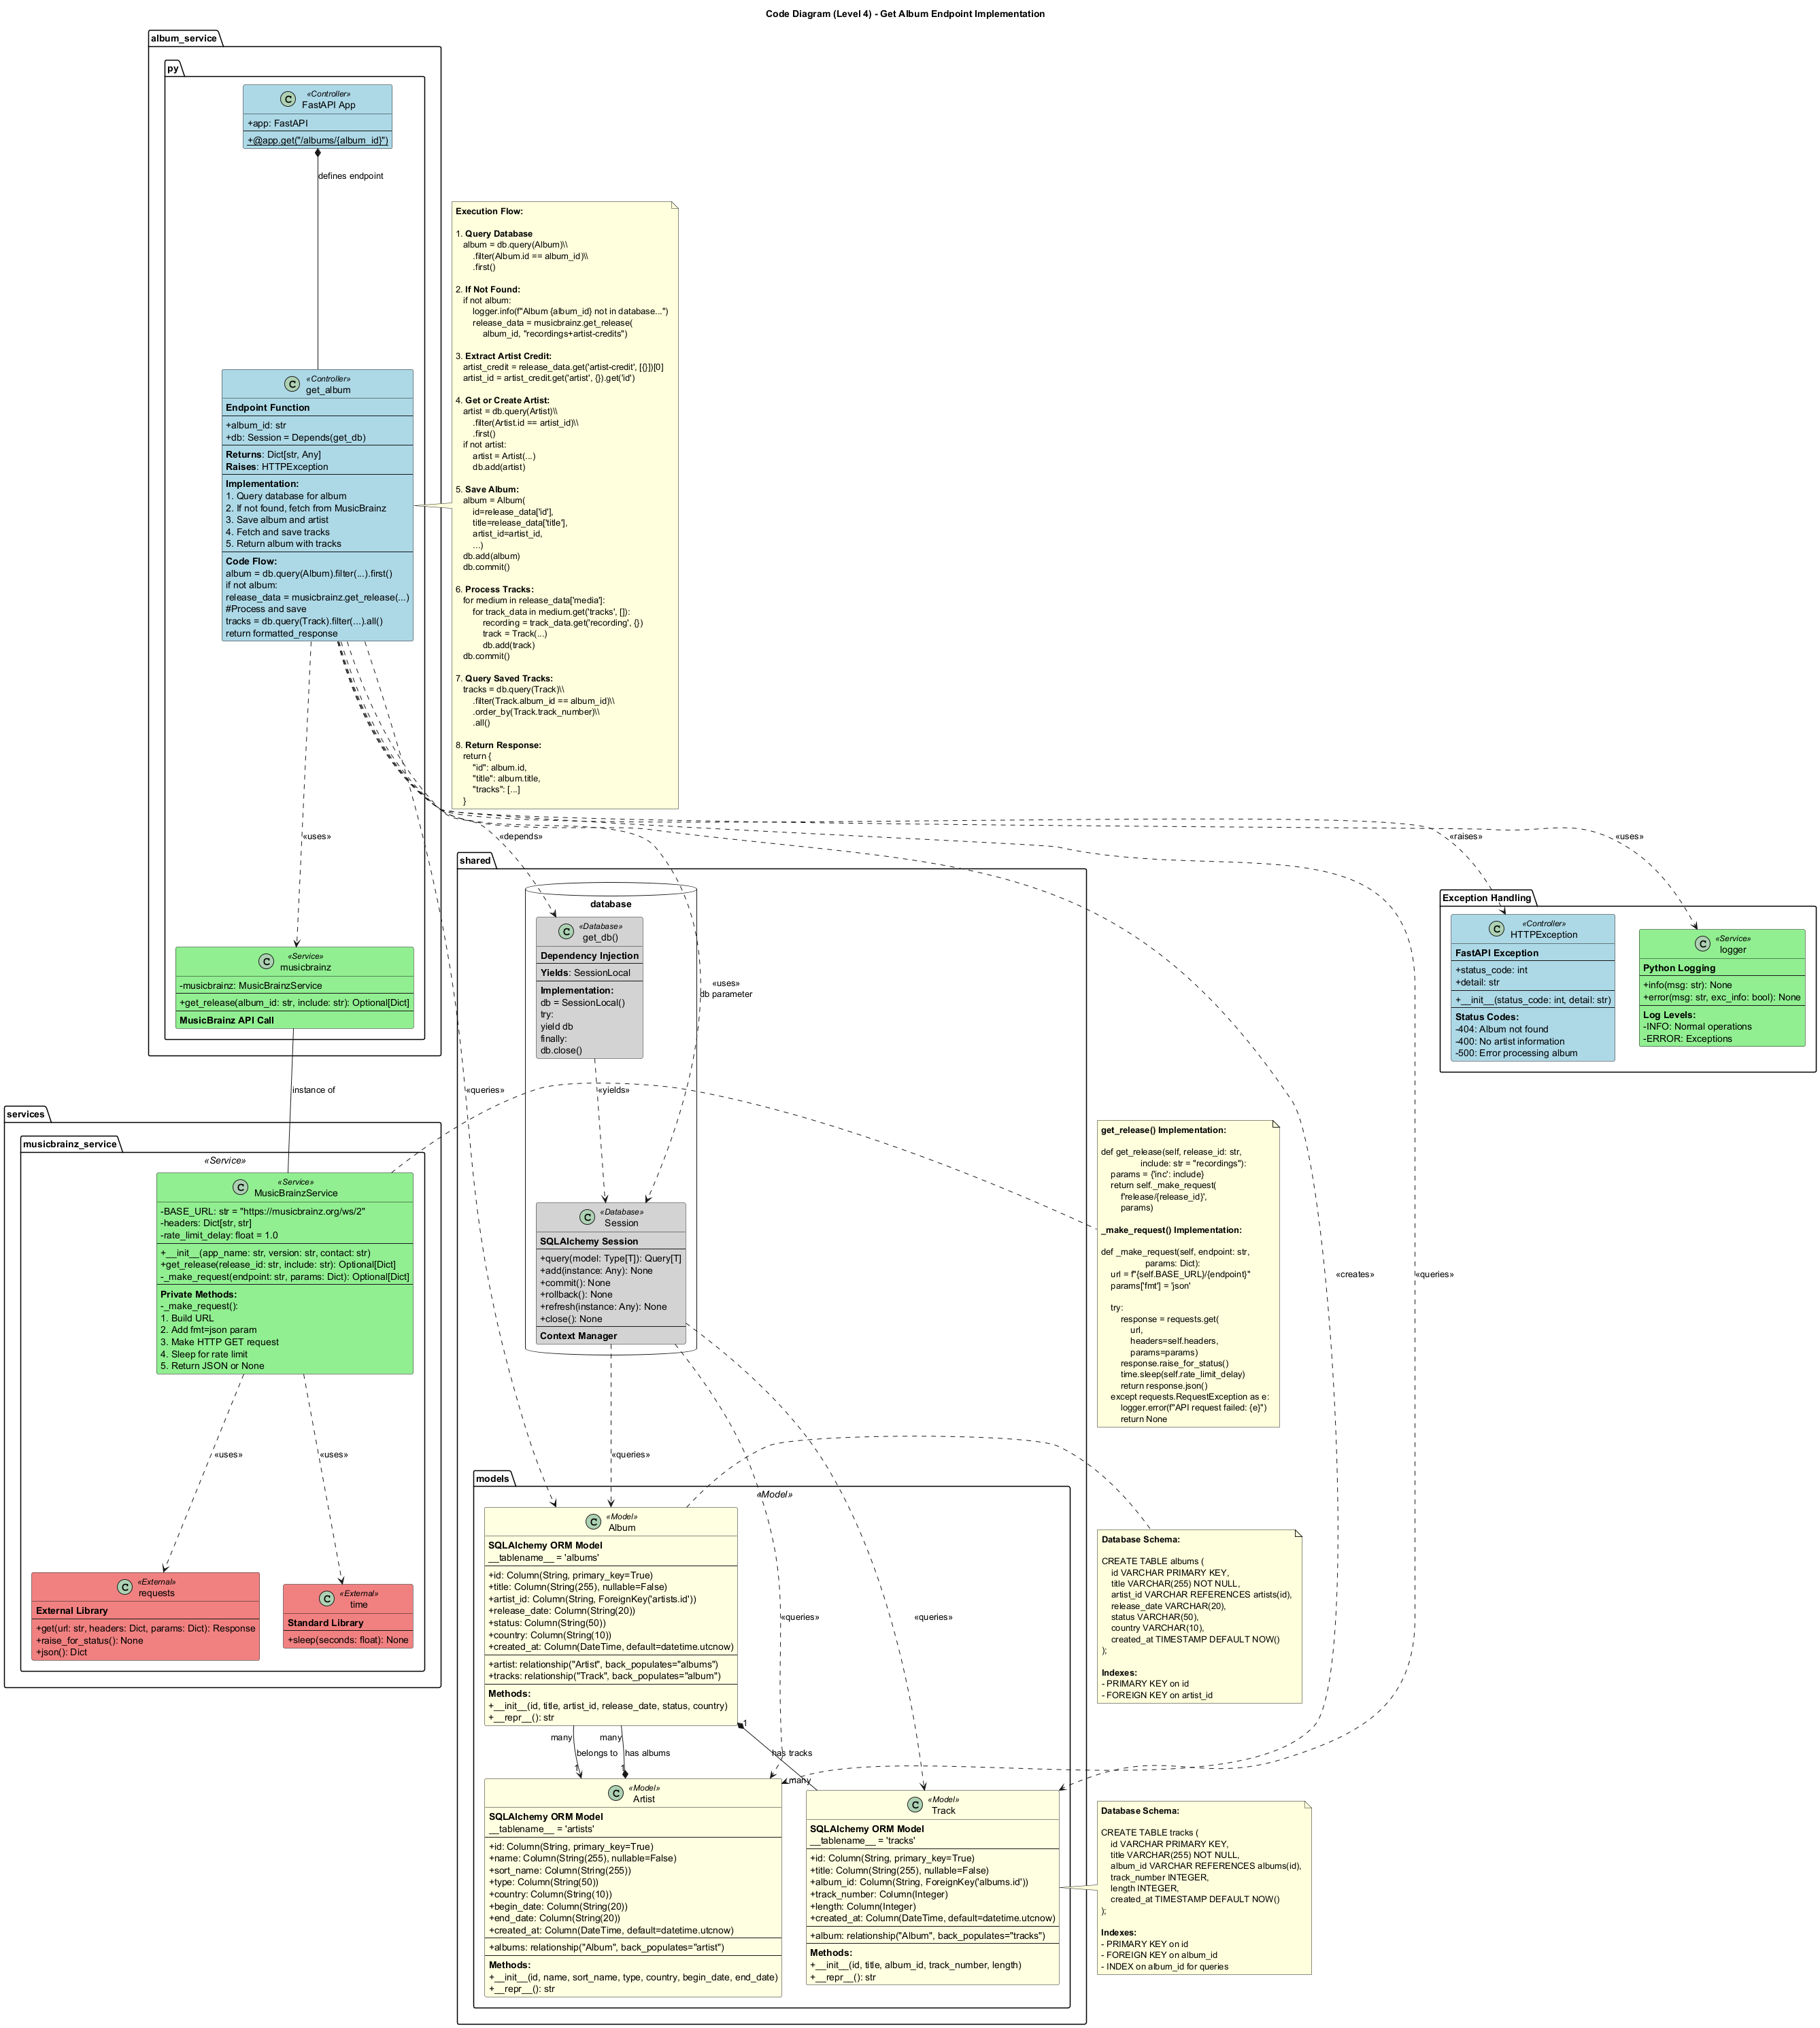 Code Diagram (Level 4) - Get Album Endpoint Implementation
album_service
py
«Controller»
FastAPI App
+app: FastAPI
+@app.get("/albums/{album_id}")
defines endpoint
Execution Flow:
1. Query Database
album = db.query(Album)\\
.filter(Album.id == album_id)\\
.first()
2. If Not Found:
if not album:
logger.info(f"Album {album_id} not in database...")
release_data = musicbrainz.get_release(
album_id, "recordings+artist-credits")
3. Extract Artist Credit:
artist_credit = release_data.get('artist-credit', [{}])[0]
artist_id = artist_credit.get('artist', {}).get('id')
4. Get or Create Artist:
artist = db.query(Artist)\\
.filter(Artist.id == artist_id)\\
.first()
if not artist:
artist = Artist(...)
db.add(artist)
5. Save Album:
album = Album(
id=release_data['id'],
title=release_data['title'],
artist_id=artist_id,
...)
db.add(album)
db.commit()
6. Process Tracks:
for medium in release_data['media']:
for track_data in medium.get('tracks', []):
recording = track_data.get('recording', {})
track = Track(...)
db.add(track)
db.commit()
7. Query Saved Tracks:
tracks = db.query(Track)\\
.filter(Track.album_id == album_id)\\
.order_by(Track.track_number)\\
.all()
8. Return Response:
return {
"id": album.id,
"title": album.title,
"tracks": [...]
}
«Controller»
get_album
Endpoint Function
+album_id: str
+db: Session = Depends(get_db)
Returns: Dict[str, Any]
Raises: HTTPException
Implementation:
1. Query database for album
2. If not found, fetch from MusicBrainz
3. Save album and artist
4. Fetch and save tracks
5. Return album with tracks
Code Flow:
album = db.query(Album).filter(...).first()
if not album:
release_data = musicbrainz.get_release(...)
#Process and save
tracks = db.query(Track).filter(...).all()
return formatted_response
«uses»
«depends»
«raises»
«uses»
«Service»
musicbrainz
-musicbrainz: MusicBrainzService
+get_release(album_id: str, include: str): Optional[Dict]
MusicBrainz API Call
shared
database
«Database»
get_db()
Dependency Injection
Yields: SessionLocal
Implementation:
db = SessionLocal()
try:
yield db
finally:
db.close()
«uses»
db parameter
Exception Handling
«Controller»
HTTPException
FastAPI Exception
+status_code: int
+detail: str
+__init__(status_code: int, detail: str)
Status Codes:
-404: Album not found
-400: No artist information
-500: Error processing album
«Service»
logger
Python Logging
+info(msg: str): None
+error(msg: str, exc_info: bool): None
Log Levels:
-INFO: Normal operations
-ERROR: Exceptions
instance of
«queries»
«yields»
services
musicbrainz_service
«Service»
«Service»
MusicBrainzService
-BASE_URL: str = "https://musicbrainz.org/ws/2"
-headers: Dict[str, str]
-rate_limit_delay: float = 1.0
+__init__(app_name: str, version: str, contact: str)
+get_release(release_id: str, include: str): Optional[Dict]
-_make_request(endpoint: str, params: Dict): Optional[Dict]
Private Methods:
-_make_request():
1. Build URL
2. Add fmt=json param
3. Make HTTP GET request
4. Sleep for rate limit
5. Return JSON or None
«Database»
Session
SQLAlchemy Session
+query(model: Type[T]): Query[T]
+add(instance: Any): None
+commit(): None
+rollback(): None
+refresh(instance: Any): None
+close(): None
Context Manager
get_release() Implementation:
def get_release(self, release_id: str,
include: str = "recordings"):
params = {'inc': include}
return self._make_request(
f'release/{release_id}',
params)
_make_request() Implementation:
def _make_request(self, endpoint: str,
params: Dict):
url = f"{self.BASE_URL}/{endpoint}"
params['fmt'] = 'json'
try:
response = requests.get(
url,
headers=self.headers,
params=params)
response.raise_for_status()
time.sleep(self.rate_limit_delay)
return response.json()
except requests.RequestException as e:
logger.error(f"API request failed: {e}")
return None
«creates»
«queries»
«uses»
«uses»
«queries»
«queries»
«queries»
«External»
requests
External Library
+get(url: str, headers: Dict, params: Dict): Response
+raise_for_status(): None
+json(): Dict
«External»
time
Standard Library
+sleep(seconds: float): None
models
«Model»
«Model»
Album
SQLAlchemy ORM Model
__tablename__ = 'albums'
+id: Column(String, primary_key=True)
+title: Column(String(255), nullable=False)
+artist_id: Column(String, ForeignKey('artists.id'))
+release_date: Column(String(20))
+status: Column(String(50))
+country: Column(String(10))
+created_at: Column(DateTime, default=datetime.utcnow)
+artist: relationship("Artist", back_populates="albums")
+tracks: relationship("Track", back_populates="album")
Methods:
+__init__(id, title, artist_id, release_date, status, country)
+__repr__(): str
Database Schema:
CREATE TABLE albums (
id VARCHAR PRIMARY KEY,
title VARCHAR(255) NOT NULL,
artist_id VARCHAR REFERENCES artists(id),
release_date VARCHAR(20),
status VARCHAR(50),
country VARCHAR(10),
created_at TIMESTAMP DEFAULT NOW()
);
Indexes:
- PRIMARY KEY on id
- FOREIGN KEY on artist_id
many
belongs to
1
many
has albums
1
1
has tracks
many
«Model»
Artist
SQLAlchemy ORM Model
__tablename__ = 'artists'
+id: Column(String, primary_key=True)
+name: Column(String(255), nullable=False)
+sort_name: Column(String(255))
+type: Column(String(50))
+country: Column(String(10))
+begin_date: Column(String(20))
+end_date: Column(String(20))
+created_at: Column(DateTime, default=datetime.utcnow)
+albums: relationship("Album", back_populates="artist")
Methods:
+__init__(id, name, sort_name, type, country, begin_date, end_date)
+__repr__(): str
«Model»
Track
SQLAlchemy ORM Model
__tablename__ = 'tracks'
+id: Column(String, primary_key=True)
+title: Column(String(255), nullable=False)
+album_id: Column(String, ForeignKey('albums.id'))
+track_number: Column(Integer)
+length: Column(Integer)
+created_at: Column(DateTime, default=datetime.utcnow)
+album: relationship("Album", back_populates="tracks")
Methods:
+__init__(id, title, album_id, track_number, length)
+__repr__(): str
Database Schema:
CREATE TABLE tracks (
id VARCHAR PRIMARY KEY,
title VARCHAR(255) NOT NULL,
album_id VARCHAR REFERENCES albums(id),
track_number INTEGER,
length INTEGER,
created_at TIMESTAMP DEFAULT NOW()
);
Indexes:
- PRIMARY KEY on id
- FOREIGN KEY on album_id
- INDEX on album_id for queries